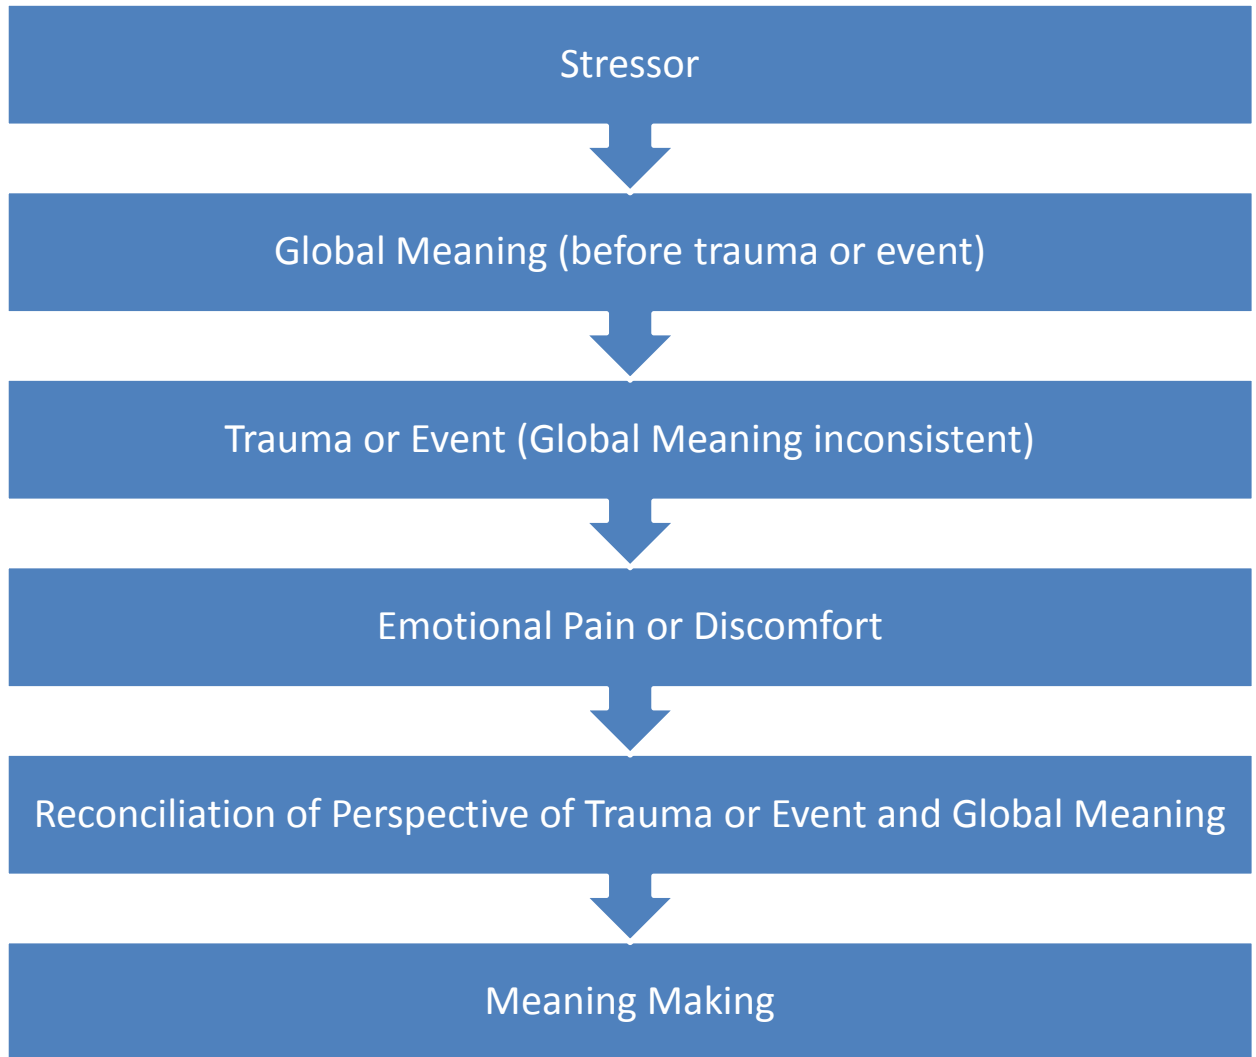 Stressor
Global Meaning (before trauma or event)
Trauma or Event (Global Meaning inconsistent)
Emotional Pain or Discomfort
Reconciliation of Perspective of Trauma or Event and Global Meaning
Meaning Making